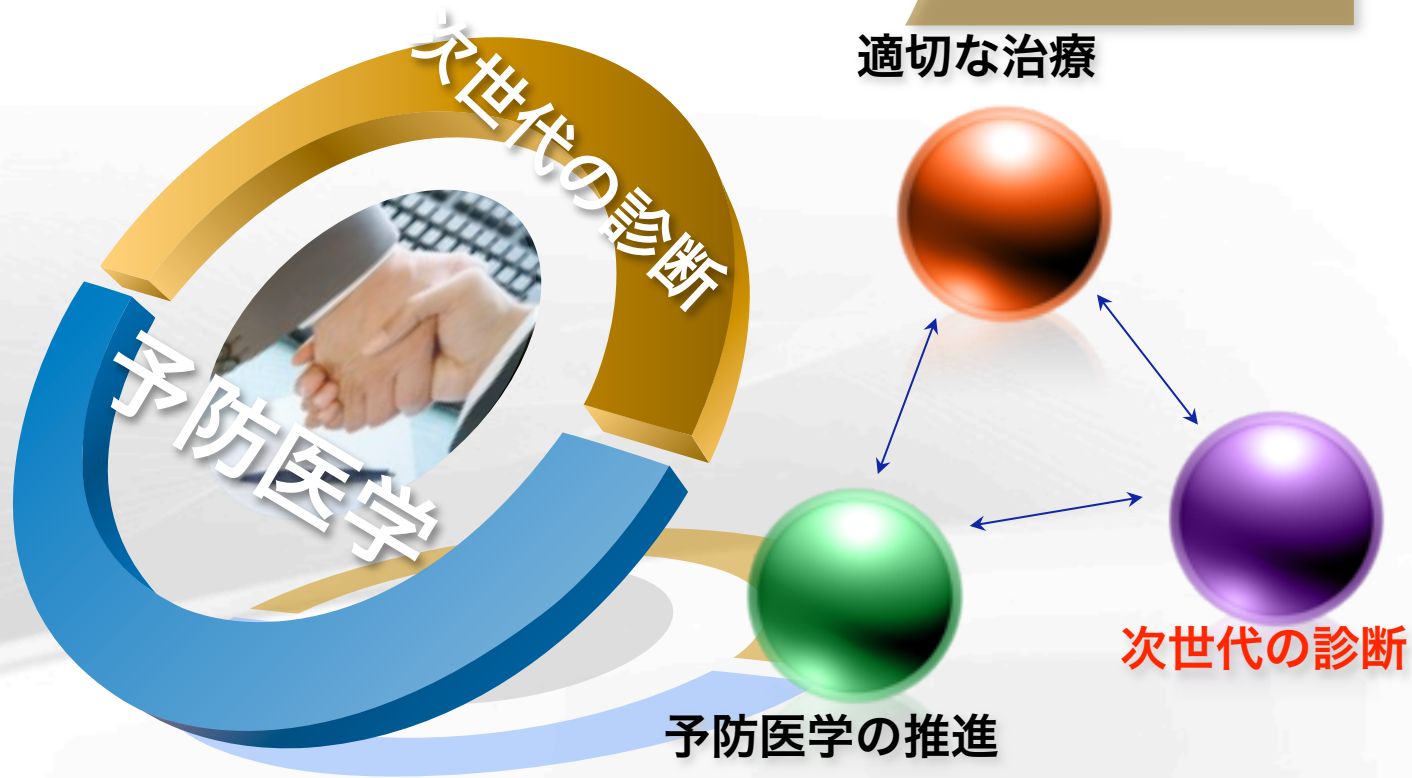 次世代の診断
予防医学
適切な治療
次世代の診断
予防医学の推進